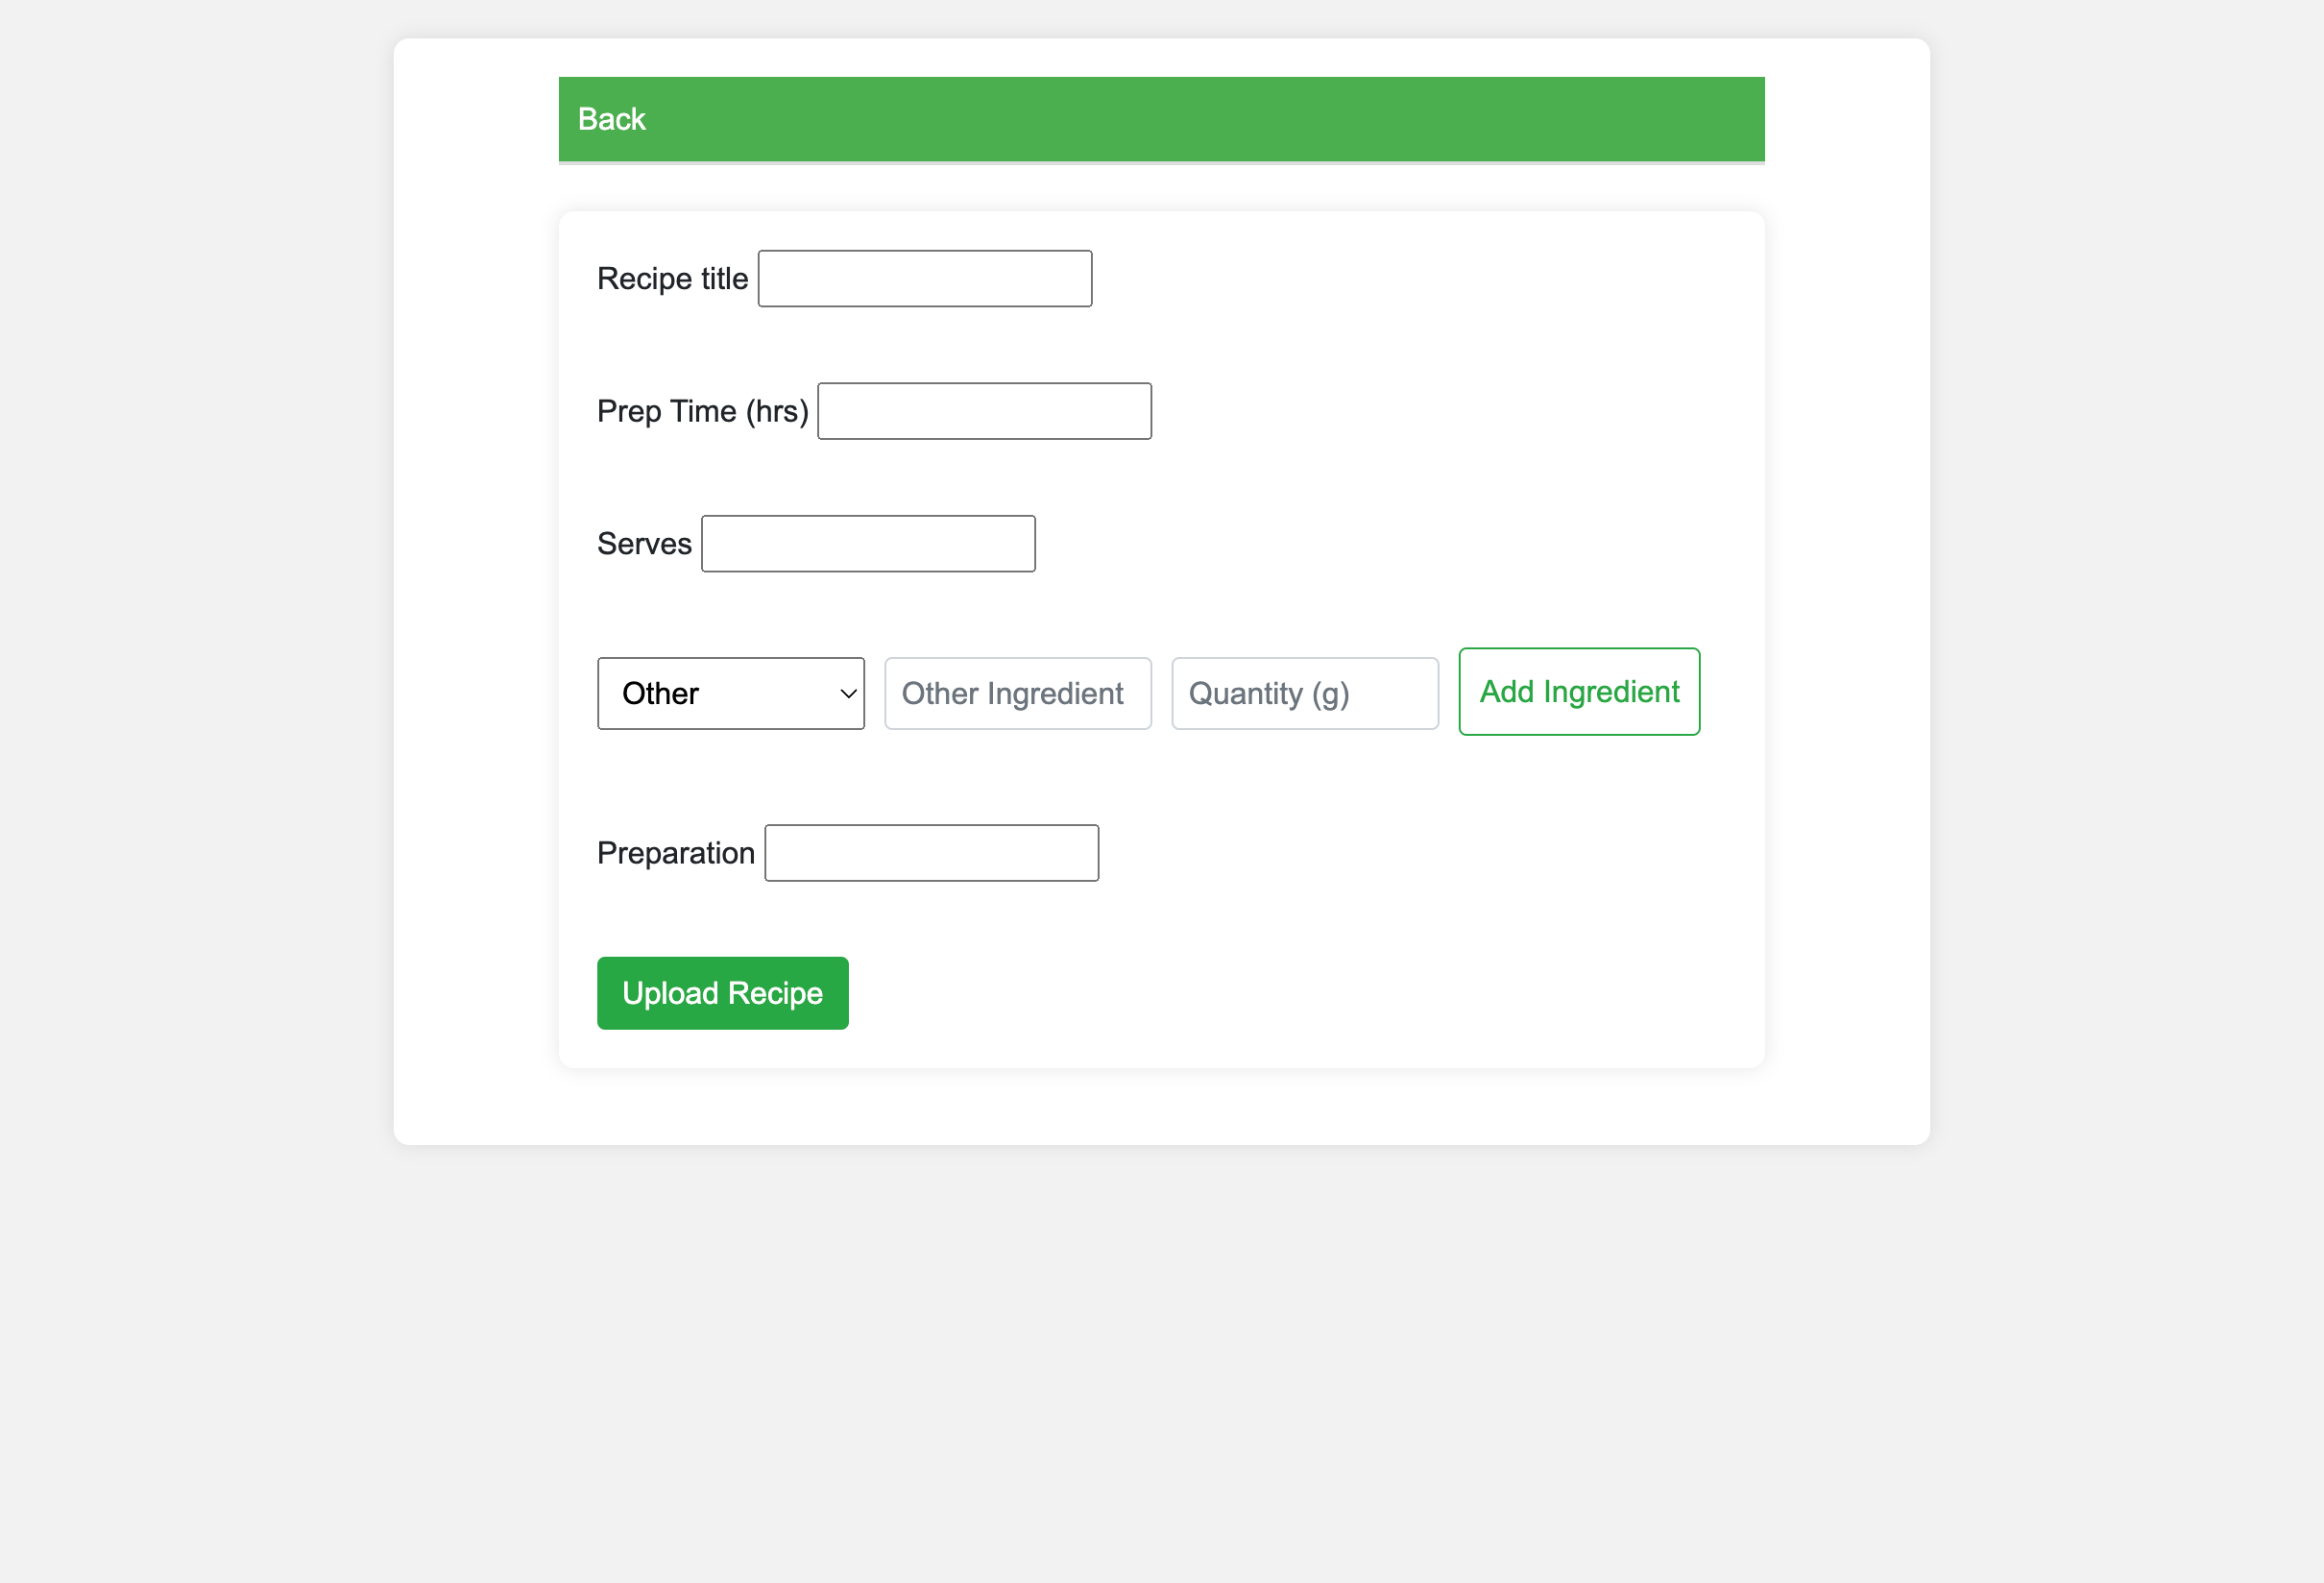 Back
Recipe title
Prep Time (hrs)
Serves
Other Other Ingredient Quantity (g) Add Ingredient
Preparation
Upload Recipe